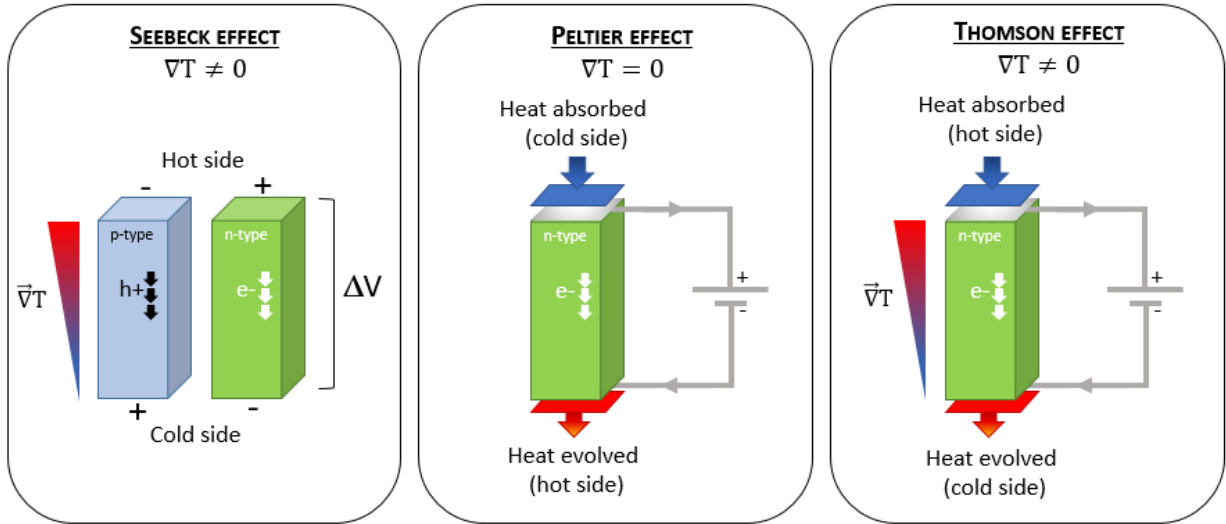 SEEBECK EFFECT
∇T ≠ 0
Hot side
-
+
p-type
n-type
h+
e-
∇⃗T
ΔV
+
-
Cold side
PELTIER EFFECT
∇T = 0
Heat absorbed
(cold side)
n-type
e-
+
-
Heat evolved
(hot side)
THOMSON EFFECT
∇T ≠ 0
Heat absorbed
(hot side)
n-type
e-
∇⃗T
+
-
Heat evolved
(cold side)